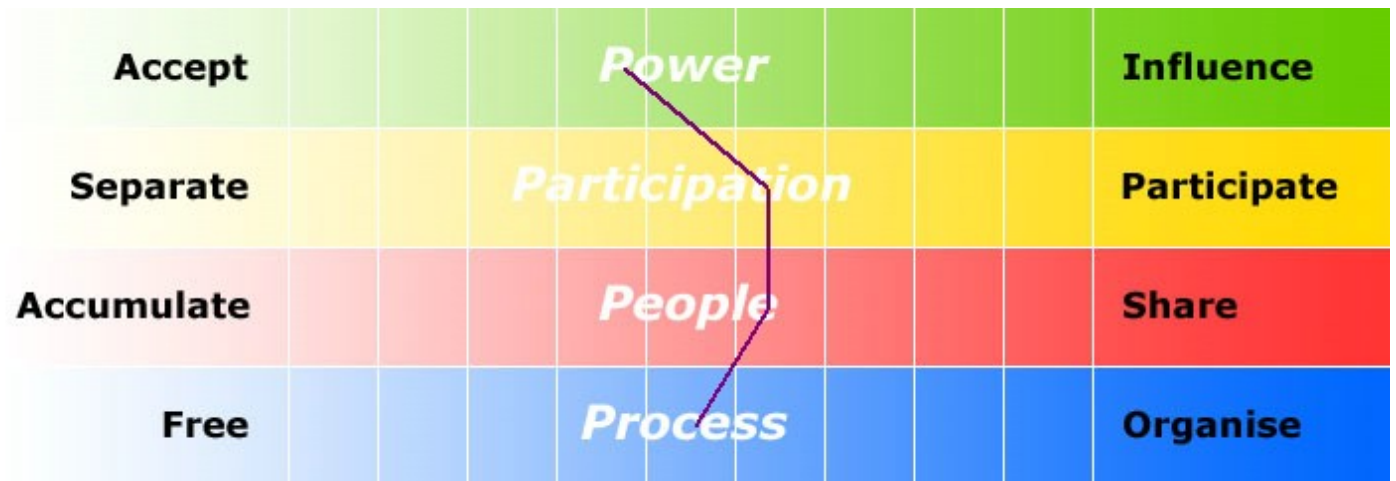 Accept Power Influence
Separate Participation Participate
Accumulate People Share
Free Process Organise